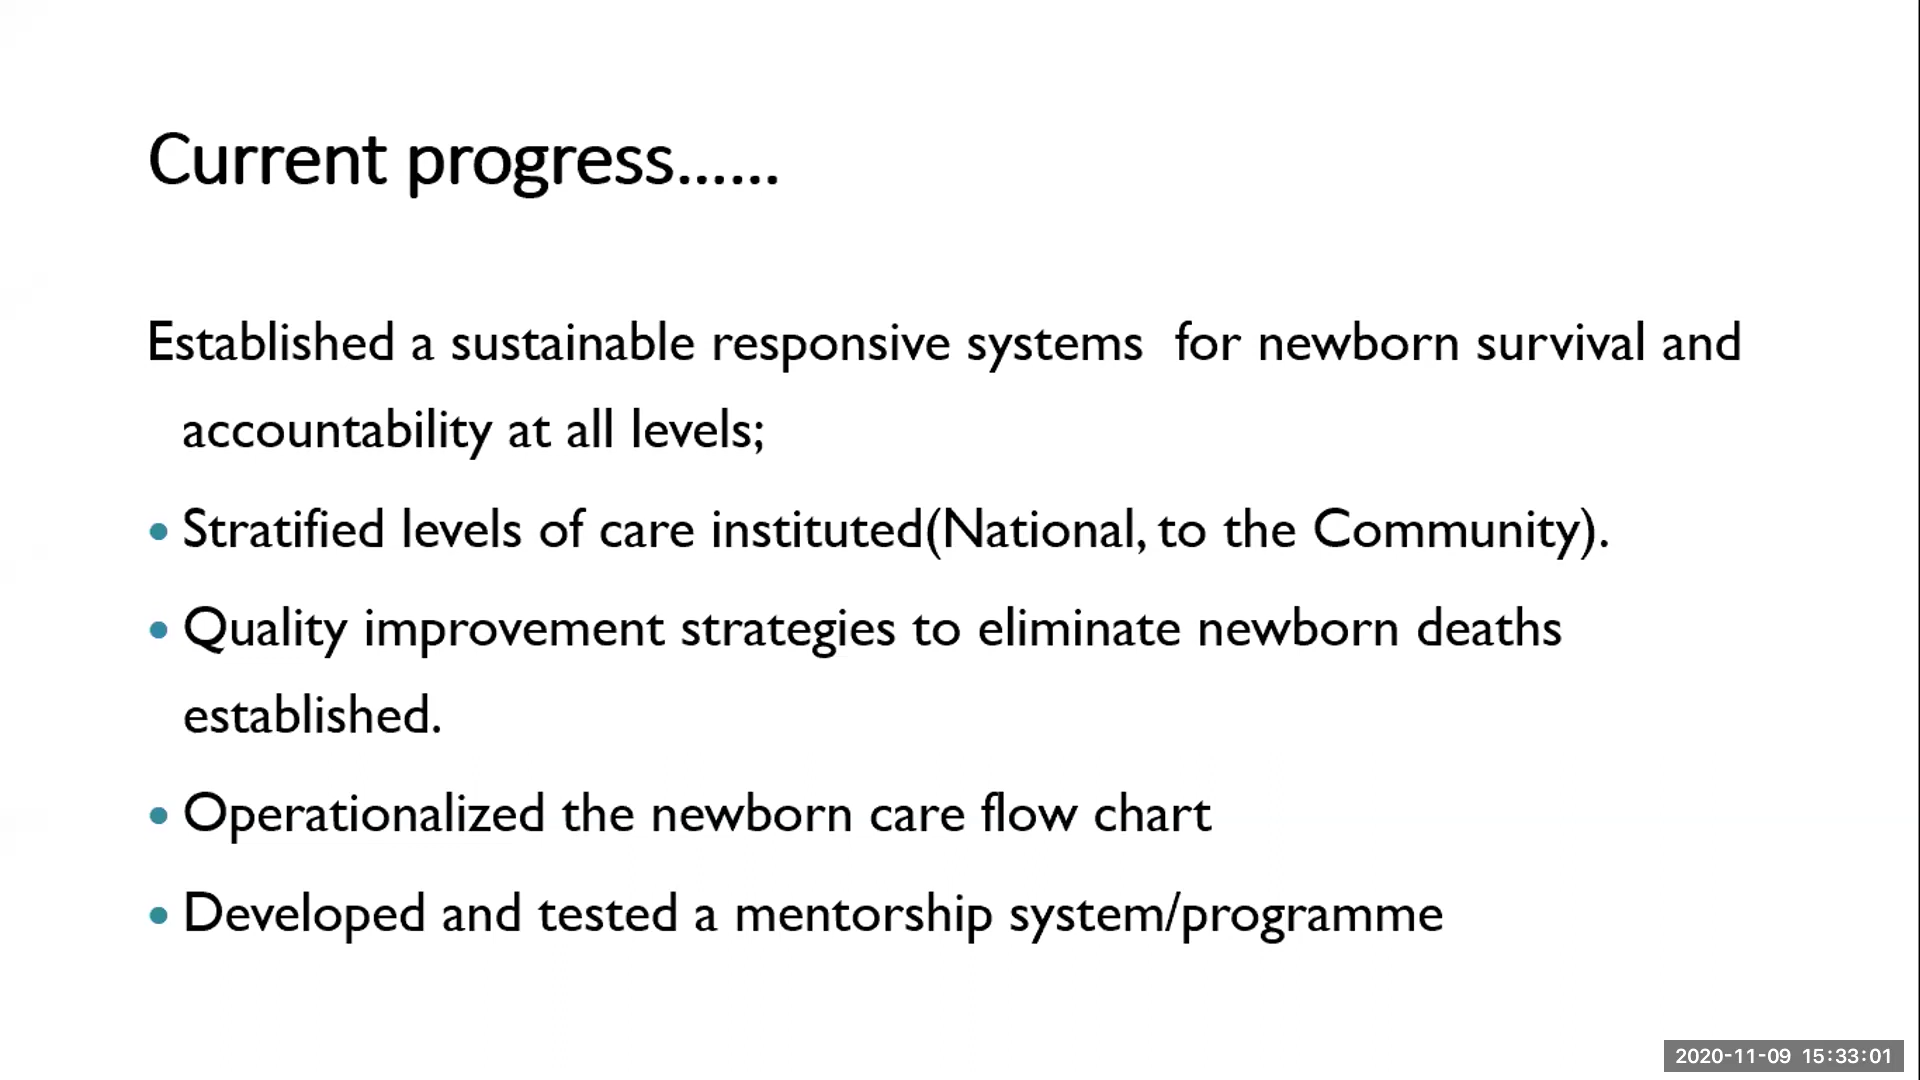 Current progress......
Established a sustainable responsive systems  for newborn survival and
accountability at all levels;
• Stratified levels of care instituted(National, to the Community).
• Quality improvement strategies to eliminate newborn deaths
established.
• Operationalized the newborn care flow chart
• Developed and tested a mentorship system/programme
2020-11-09 15:33:01